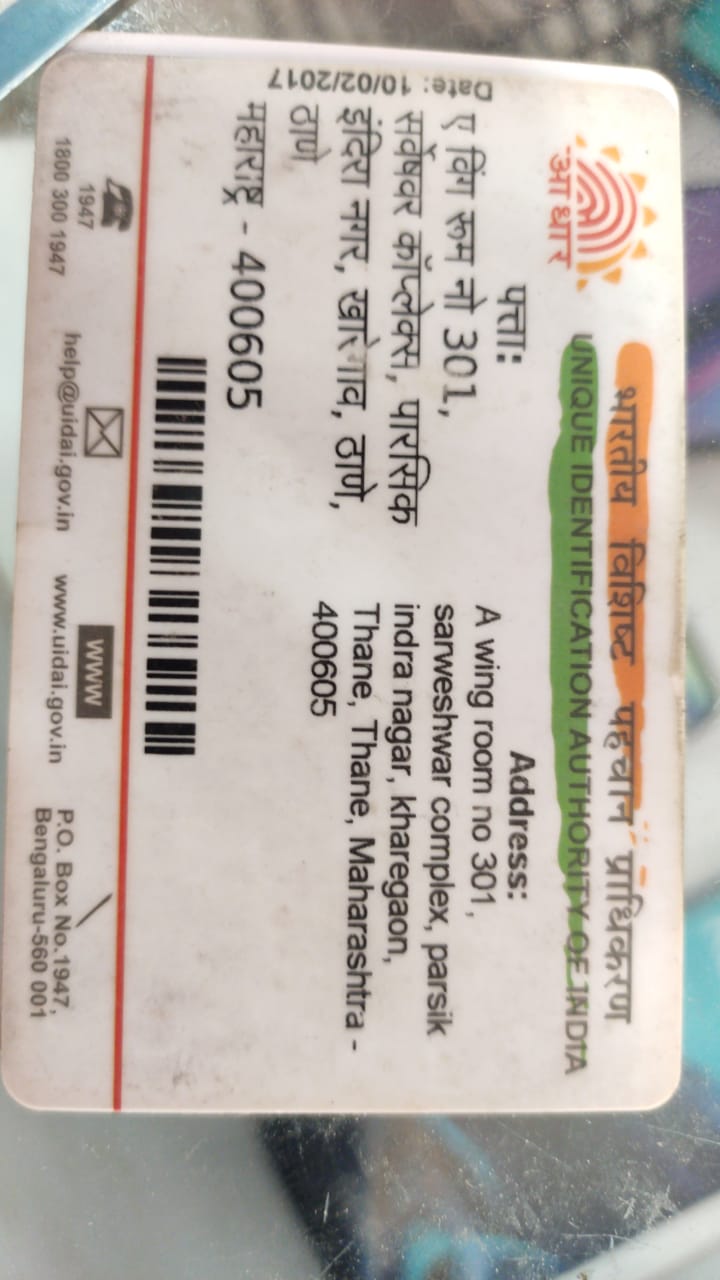 आधार
भारतीय विशिष्ट पहचान प्राधिकरण
UNIQUE IDENTIFICATION AUTHORITY OF INDIA
Date: 10/02/2017
पत्ता:
ए विंग रूम नो 301,
सर्वेषवर कॉप्लेक्स, पारसिक
इंदिरा नगर, खारेगाव, ठाणे,
ठाणे
महाराष्ट्र - 400605
Address:
A wing room no 301,
sarweshwar complex, parsik
indra nagar, kharegaon,
Thane, Thane, Maharashtra -
400605
1947
1800 300 1947
help@uidai.gov.in
www
www.uidai.gov.in
P.O. Box No.1947,
Bengaluru-560 001